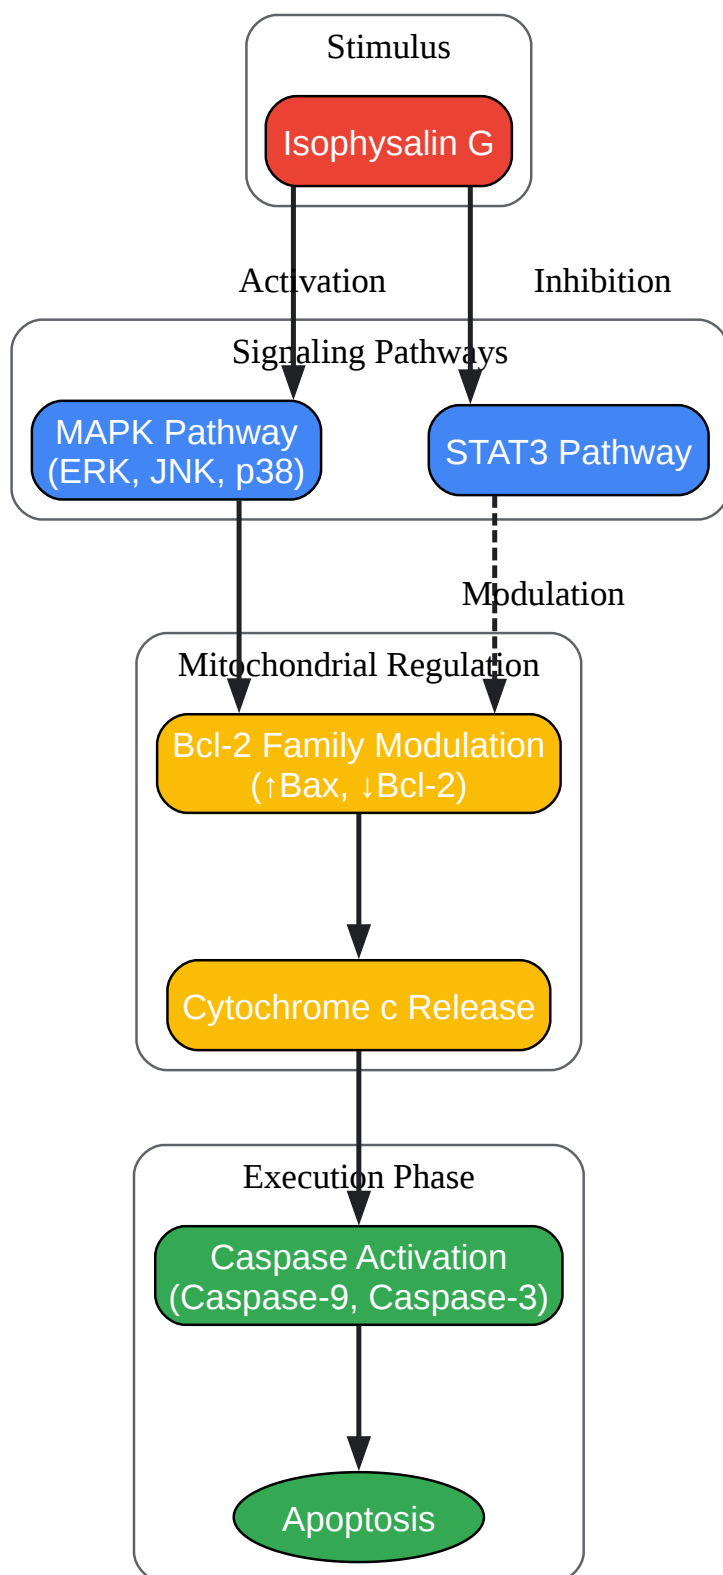 Stimulus
Isophysalin G
Activation
Inhibition
Signaling Pathways
MAPK Pathway
(ERK, JNK, p38)
STAT3 Pathway
Modulation
Mitochondrial Regulation
Bcl-2 Family Modulation
(↑Bax, ↓Bcl-2)
Cytochrome c Release
Execution Phase
Caspase Activation
(Caspase-9, Caspase-3)
Apoptosis